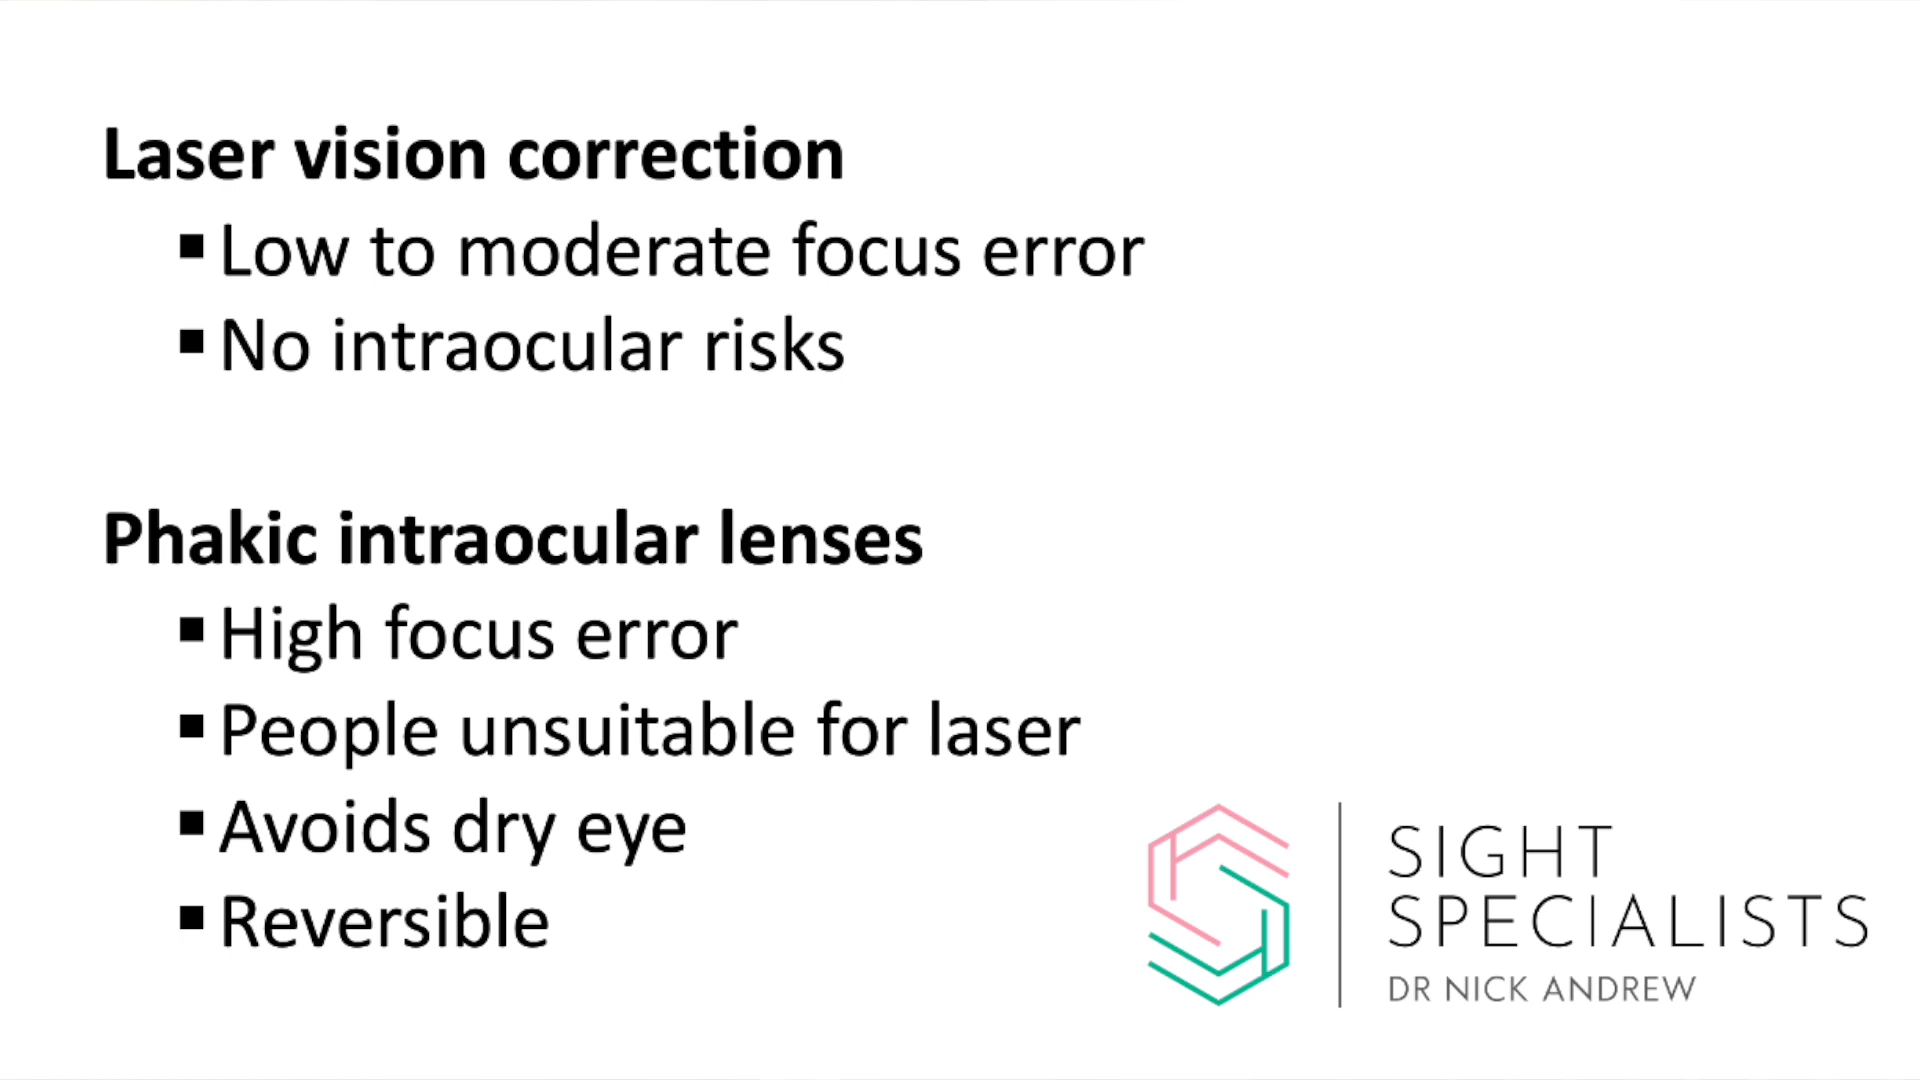 Laser vision correction
▪ Low to moderate focus error
▪ No intraocular risks
Phakic intraocular lenses
▪ High focus error
▪ People unsuitable for laser
▪ Avoids dry eye
▪ Reversible
SIGHT
SPECIALISTS
DR NICK ANDREW